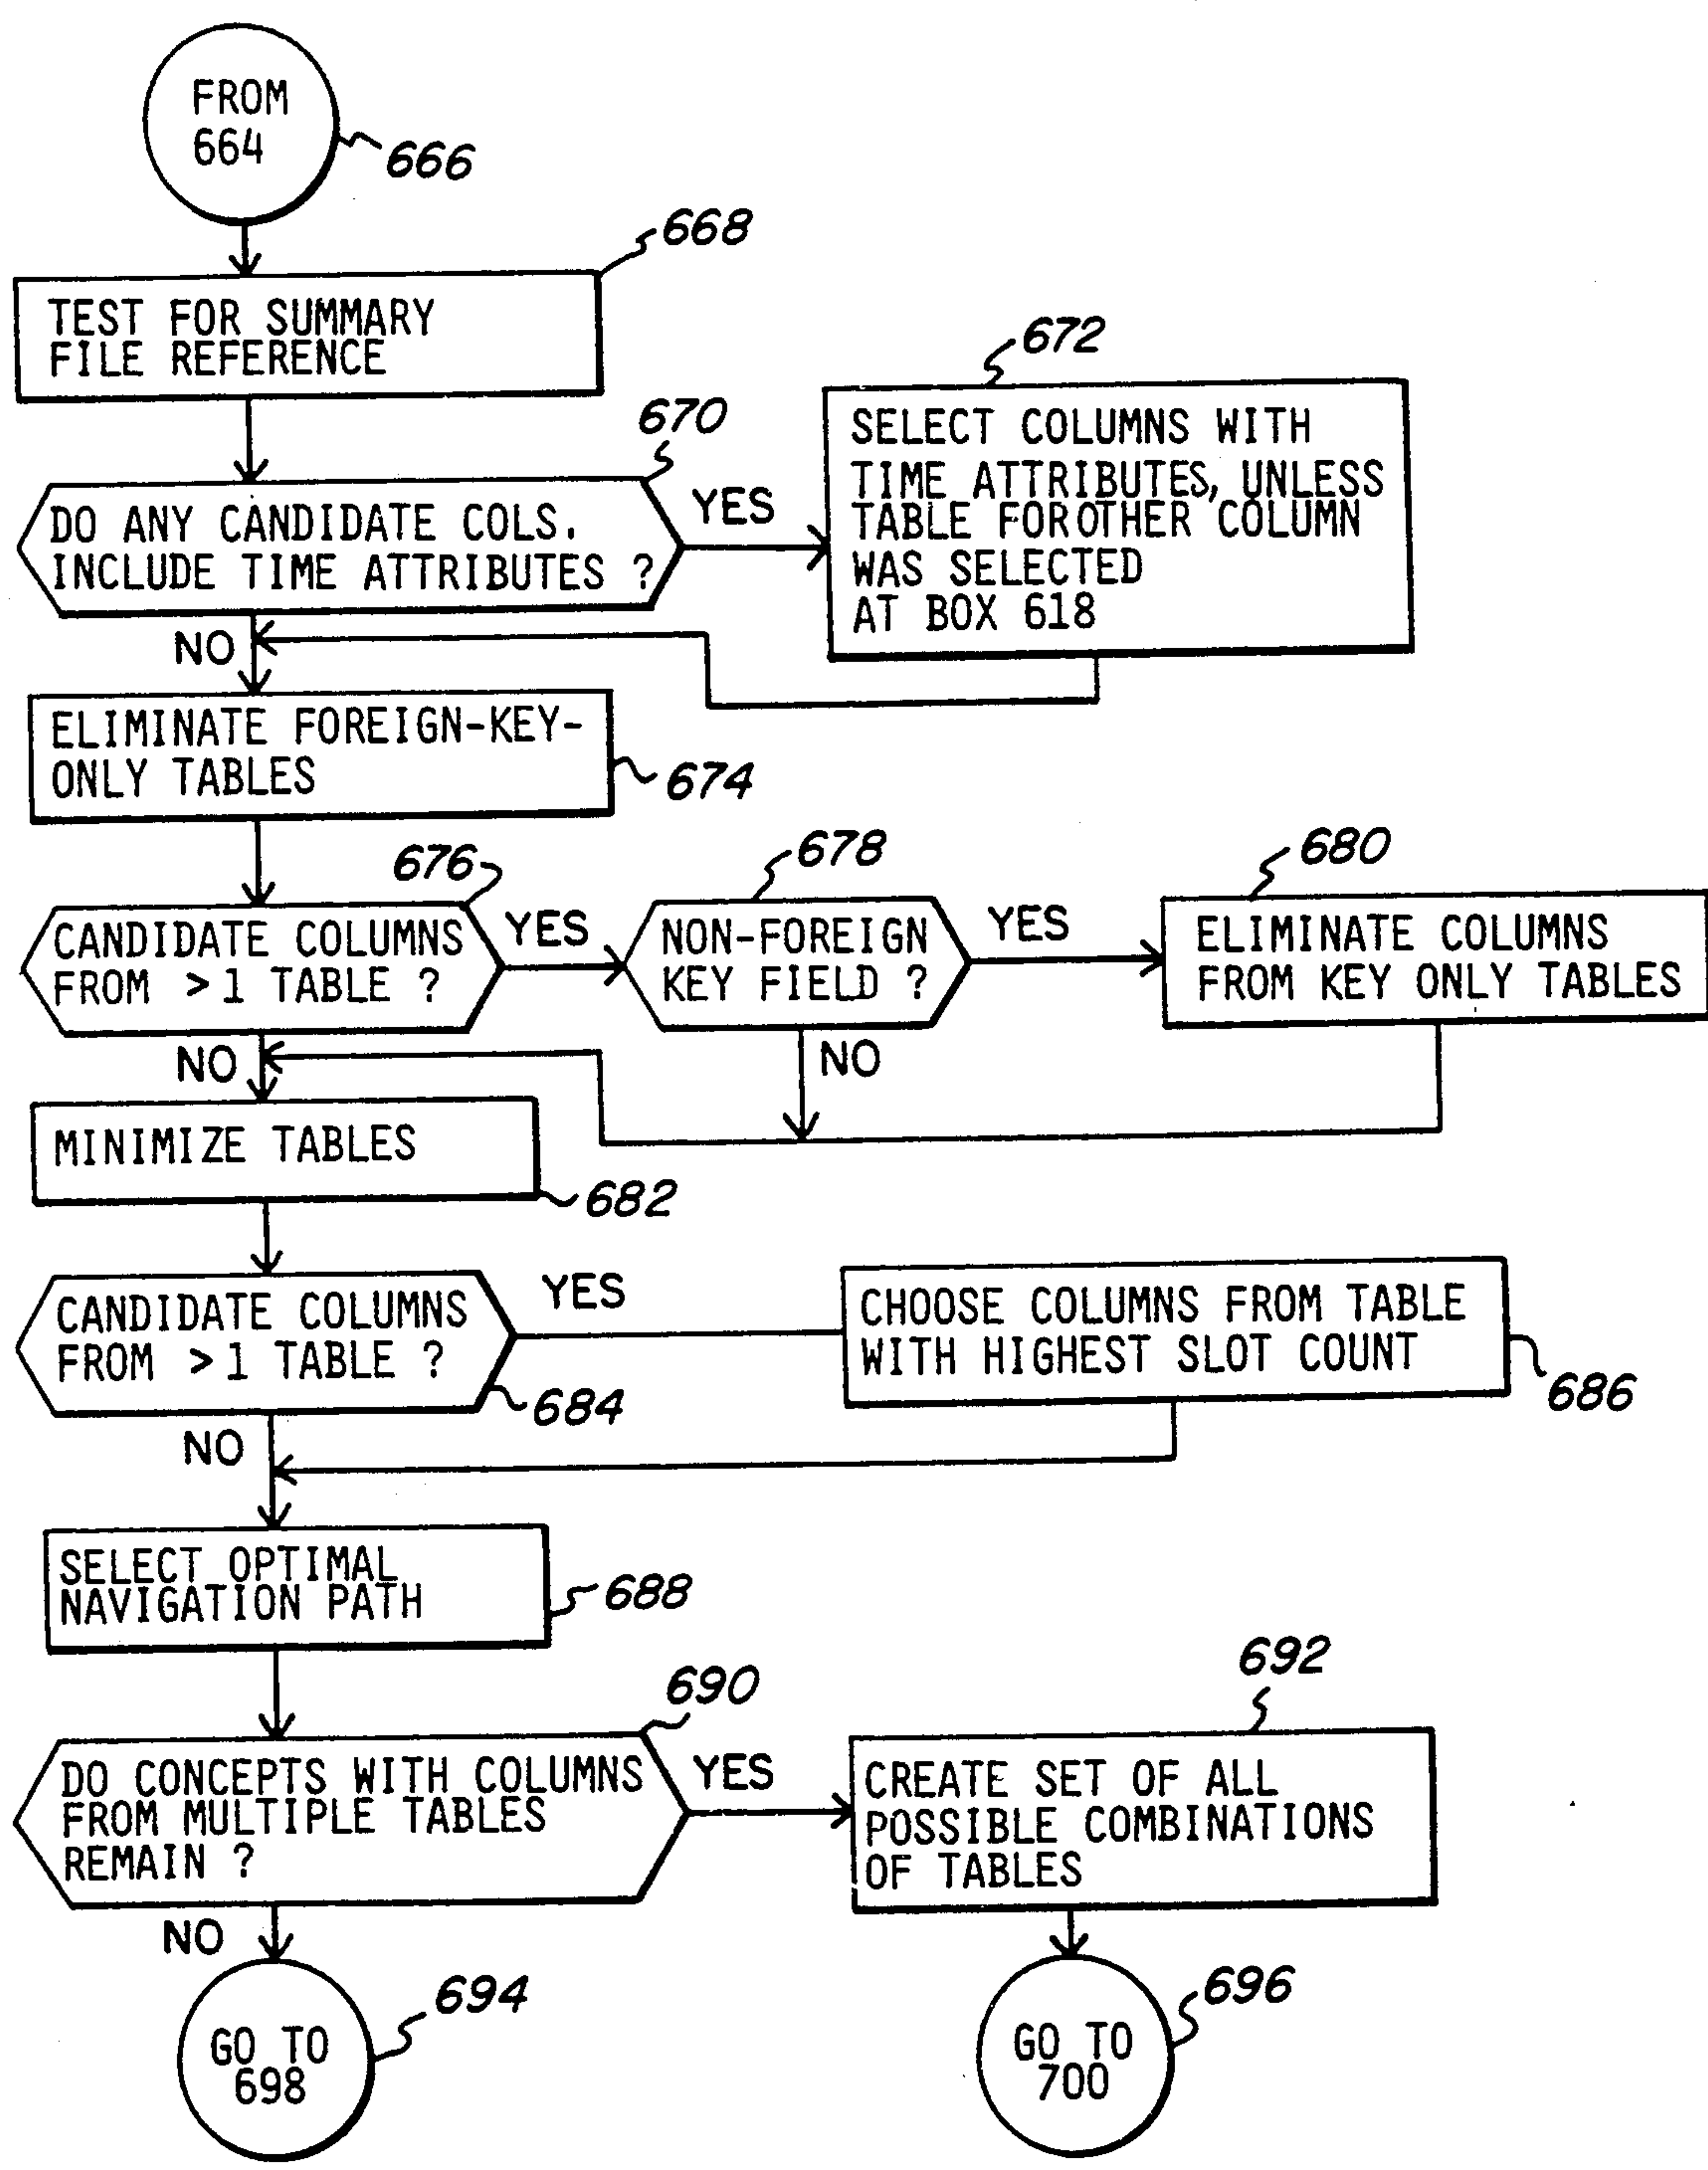 FROM
664
666
668
TEST FOR SUMMARY
FILE REFERENCE
670
672
DO ANY CANDIDATE COLS.
INCLUDE TIME ATTRIBUTES ?
YES
SELECT COLUMNS WITH
TIME ATTRIBUTES, UNLESS
TABLE FOR OTHER COLUMN
WAS SELECTED
AT BOX 618
NO
ELIMINATE FOREIGN-KEY-
ONLY TABLES
674
676
678
680
CANDIDATE COLUMNS
FROM >1 TABLE ?
YES
NON-FOREIGN
KEY FIELD ?
YES
ELIMINATE COLUMNS
FROM KEY ONLY TABLES
NO
NO
MINIMIZE TABLES
682
CANDIDATE COLUMNS
FROM >1 TABLE ?
684
YES
CHOOSE COLUMNS FROM TABLE
WITH HIGHEST SLOT COUNT
686
NO
SELECT OPTIMAL
NAVIGATION PATH
688
690
692
DO CONCEPTS WITH COLUMNS
FROM MULTIPLE TABLES
REMAIN ?
YES
CREATE SET OF ALL
POSSIBLE COMBINATIONS
OF TABLES
NO
GO TO
698
694
GO TO
700
696